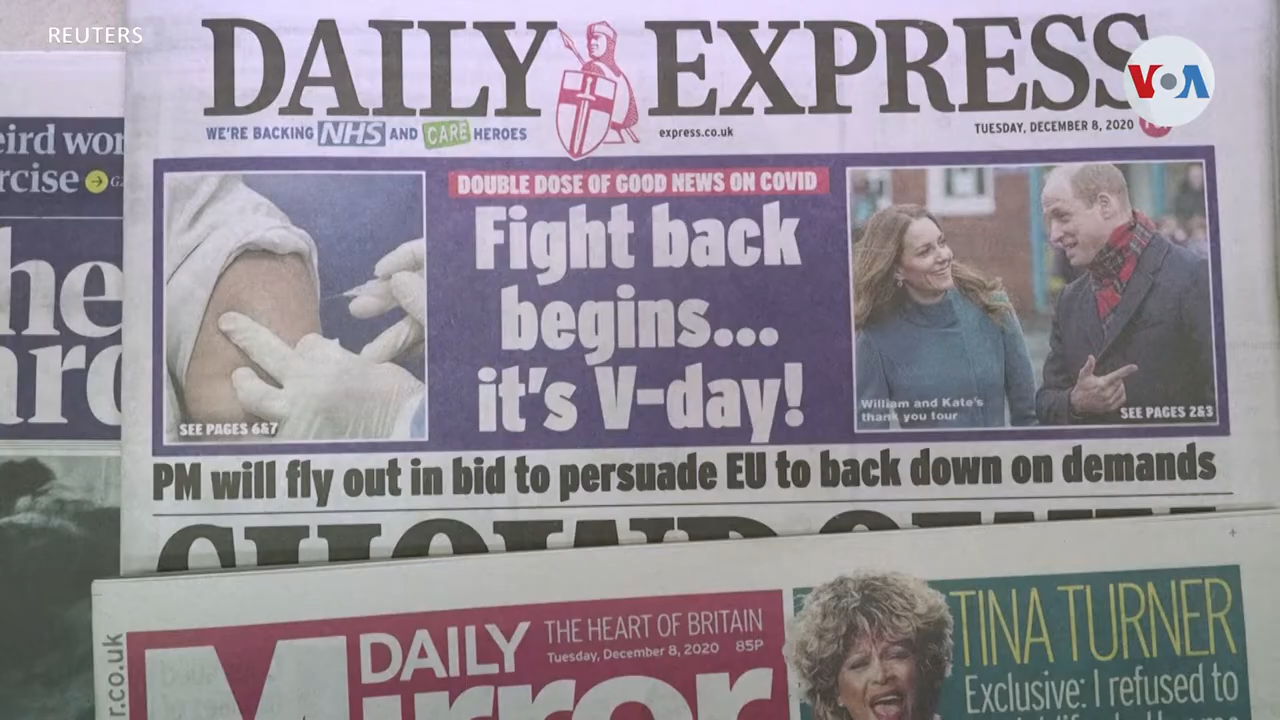 REUTERS
VOA
DAILY EXPRESS
WE'RE BACKING NHS AND CARE HEROES
express.co.uk
TUESDAY, DECEMBER 8, 2020
DOUBLE DOSE OF GOOD NEWS ON COVID
Fight back
begins...
it's V-day!
SEE PAGES 6&7
William and Kate's
thank you tour
SEE PAGES 2&3
PM will fly out in bid to persuade EU to back down on demands
DAILY
Mirror
THE HEART OF BRITAIN
Tuesday, December 8, 2020 85P
TINA TURNER
Exclusive: I refused to